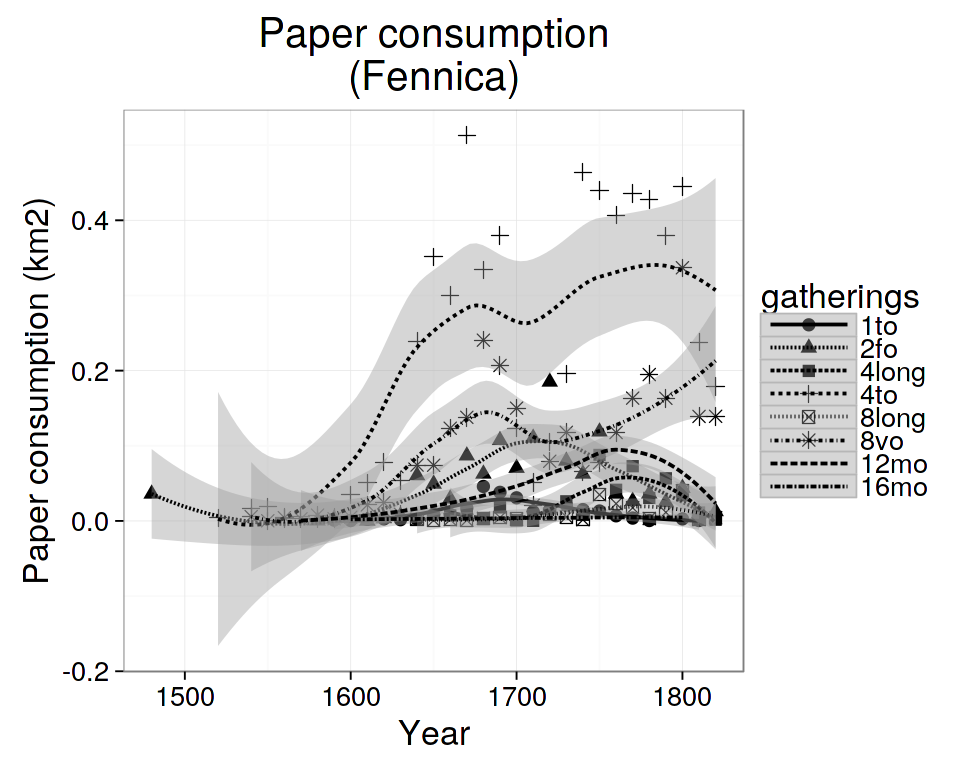 Paper consumption
(Fennica)
Paper consumption (km2)
0.4
0.2
0.0
-0.2
1500
1600
1700
1800
Year
gatherings
1to
2fo
4long
4to
8long
8vo
12mo
16mo